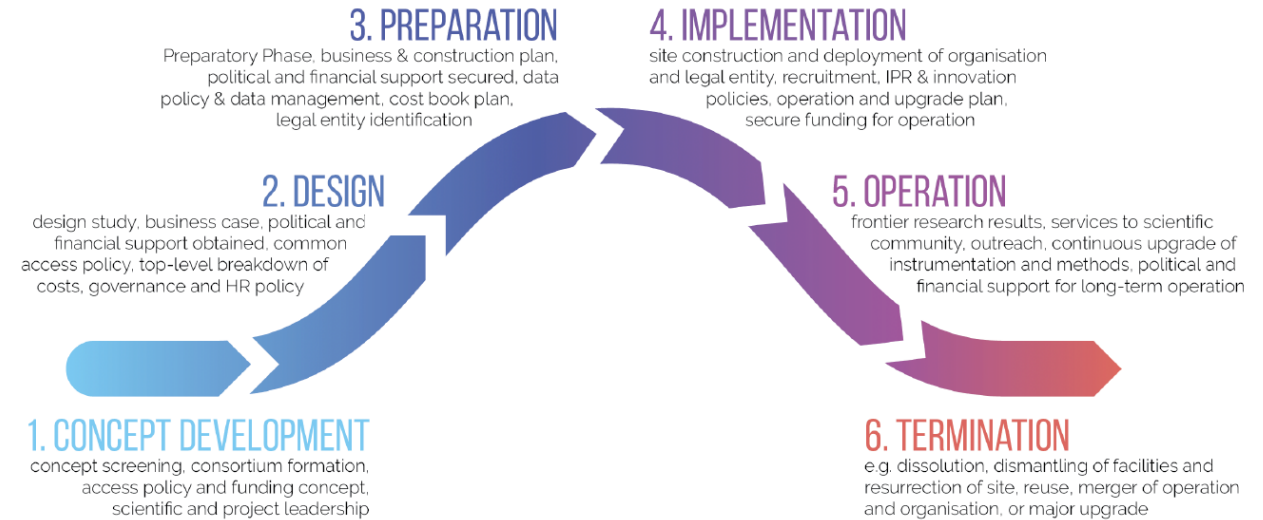 3. PREPARATION
Preparatory Phase, business & construction plan,
political and financial support secured, data
policy & data management, cost book plan,
legal entity identification
4. IMPLEMENTATION
site construction and deployment of organisation
and legal entity, recruitment, IPR & innovation
policies, operation and upgrade plan,
secure funding for operation
2. DESIGN
design study, business case, political and
financial support obtained, common
access policy, top-level breakdown of
costs, governance and HR policy
5. OPERATION
frontier research results, services to scientific
community, outreach, continuous upgrade of
instrumentation and methods, political and
financial support for long-term operation
1. CONCEPT DEVELOPMENT
concept screening, consortium formation,
access policy and funding concept,
scientific and project leadership
6. TERMINATION
e.g. dissolution, dismantling of facilities and
resurrection of site, reuse, merger of operation
and organisation, or major upgrade